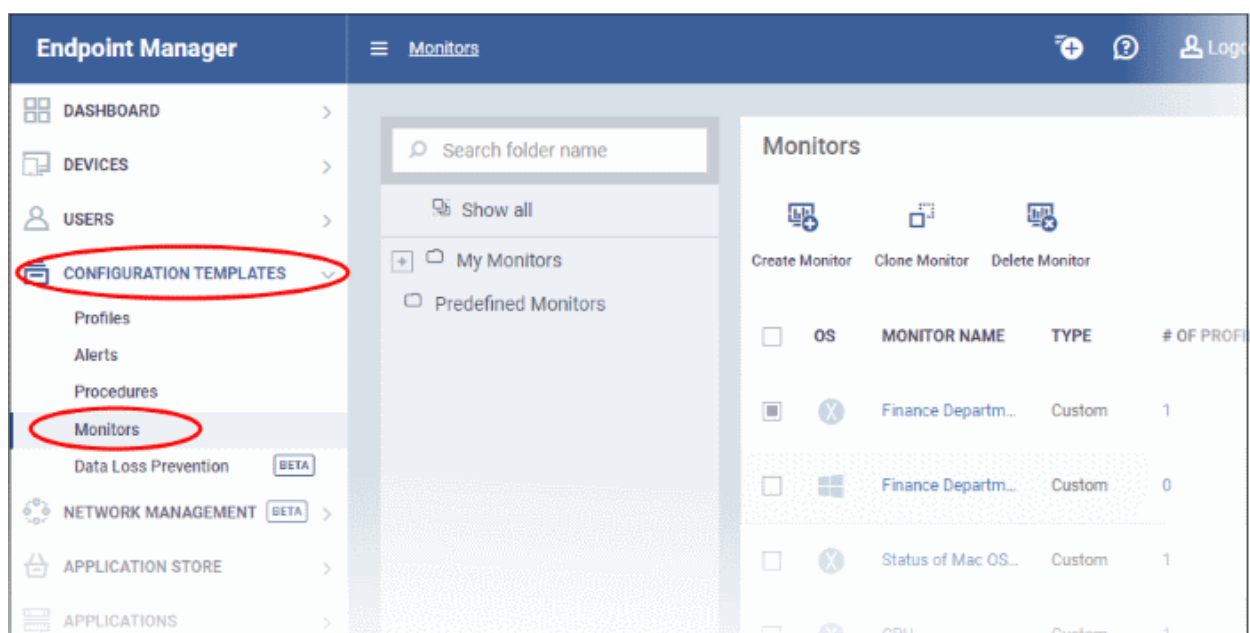 Endpoint Manager
Monitors
DASHBOARD
DEVICES
USERS
CONFIGURATION TEMPLATES
Profiles
Alerts
Procedures
Monitors
Data Loss Prevention BETA
NETWORK MANAGEMENT BETA
APPLICATION STORE
APPLICATIONS
Search folder name
Show all
My Monitors
Predefined Monitors
Monitors
Create Monitor Clone Monitor Delete Monitor
OS MONITOR NAME TYPE # OF
Finance Departm... Custom 1
Finance Departm... Custom 0
Status of Mac OS... Custom 1